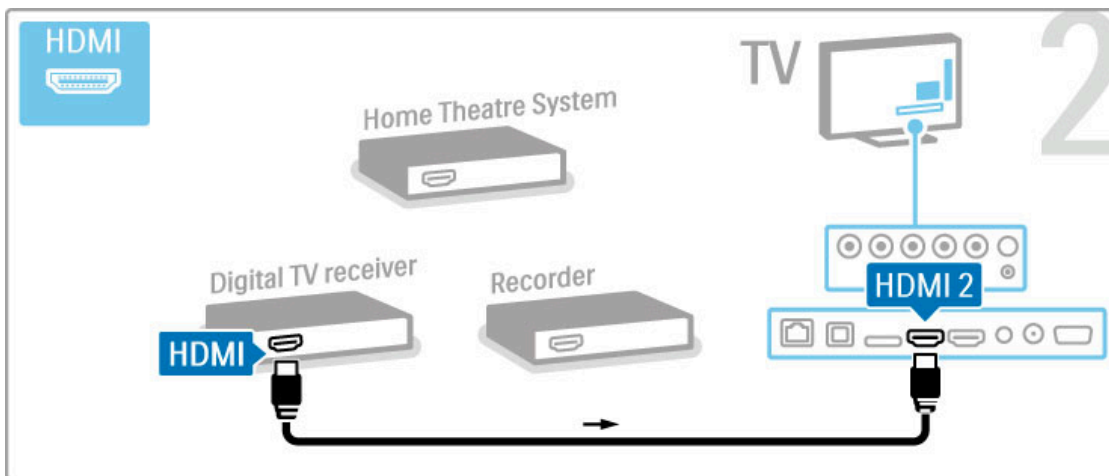 HDMI
TV
2
Home Theatre System
Digital TV receiver
Recorder
HDMI 2
HDMI